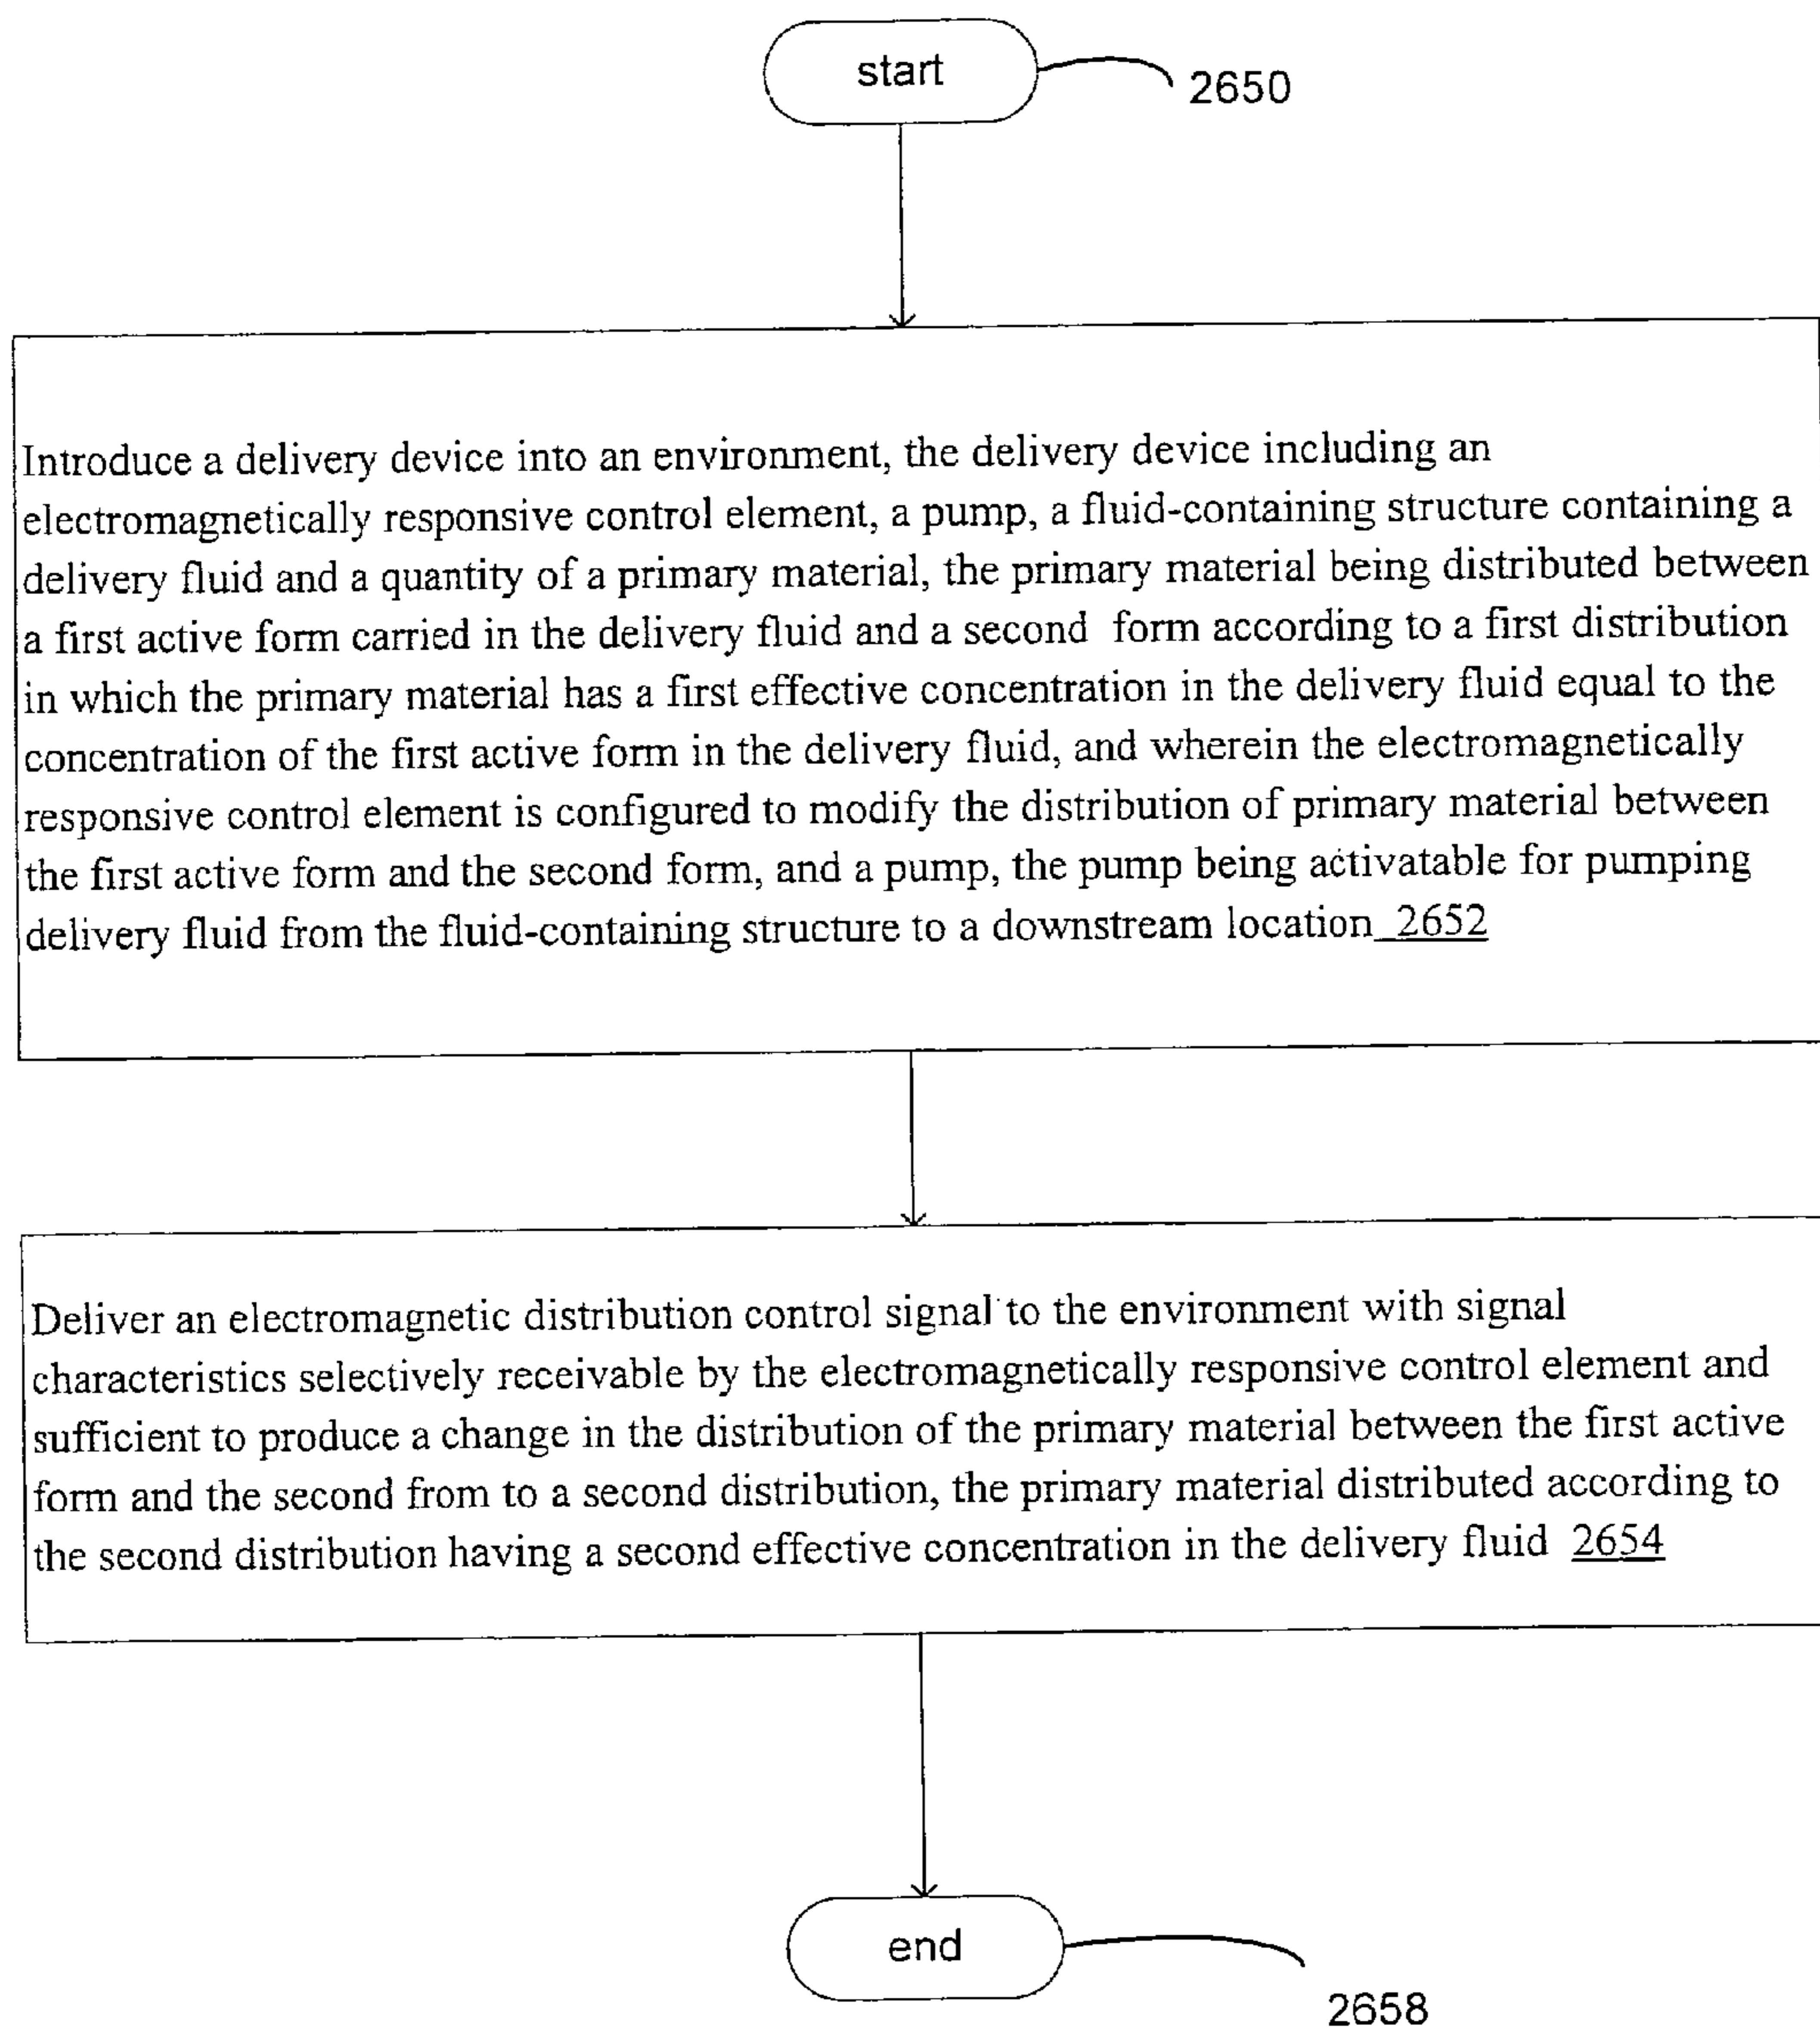 start
2650
Introduce a delivery device into an environment, the delivery device including an
electromagnetically responsive control element, a pump, a fluid-containing structure containing a
delivery fluid and a quantity of a primary material, the primary material being distributed between
a first active form carried in the delivery fluid and a second form according to a first distribution
in which the primary material has a first effective concentration in the delivery fluid equal to the
concentration of the first active form in the delivery fluid, and wherein the electromagnetically
responsive control element is configured to modify the distribution of primary material between
the first active form and the second form, and a pump, the pump being activatable for pumping
delivery fluid from the fluid-containing structure to a downstream location 2652
Deliver an electromagnetic distribution control signal to the environment with signal
characteristics selectively receivable by the electromagnetically responsive control element and
sufficient to produce a change in the distribution of the primary material between the first active
form and the second from to a second distribution, the primary material distributed according to
the second distribution having a second effective concentration in the delivery fluid 2654
end
2658